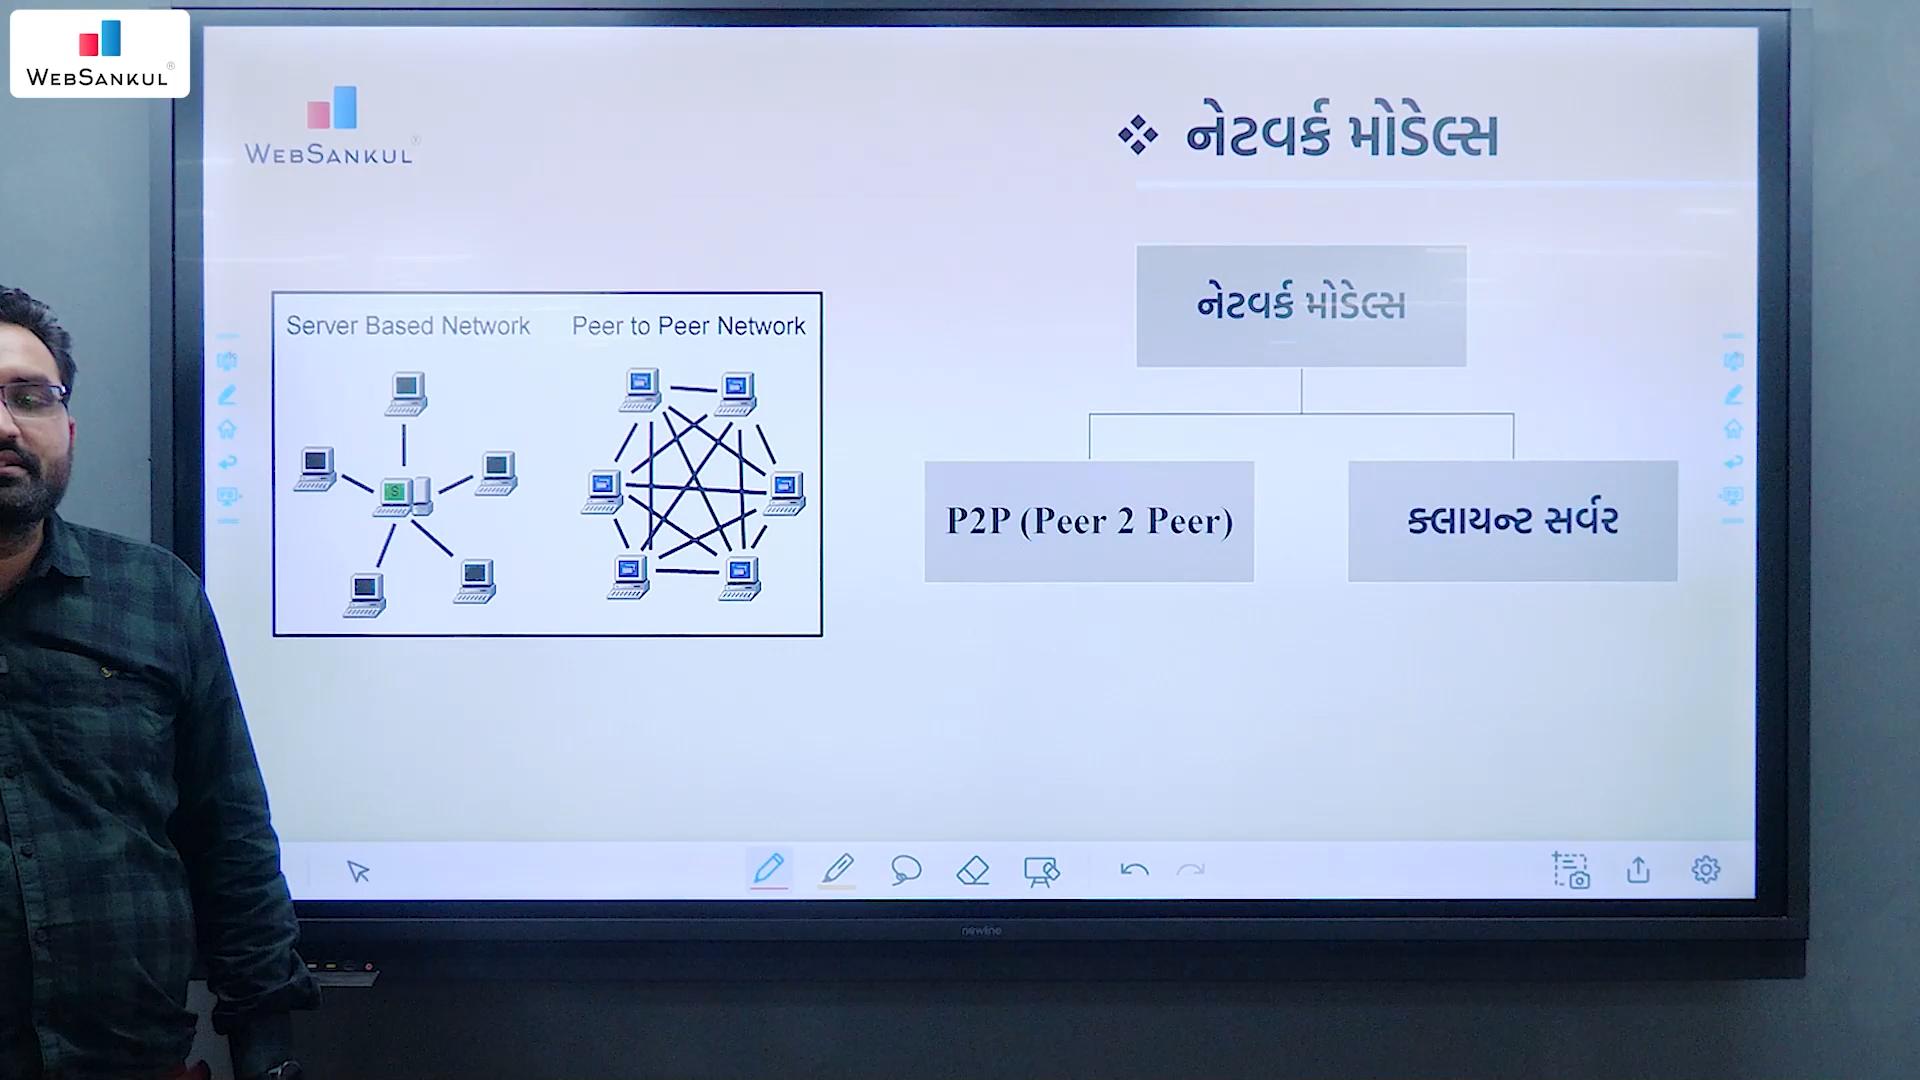 WEBSANKUL®
WEBSANKUL®
❖ નેટવર્ક મોડેલ્સ
Server Based Network
Peer to Peer Network
S
નેટવર્ક મોડેલ્સ
P2P (Peer 2 Peer)
ક્લાયન્ટ સર્વર
newline